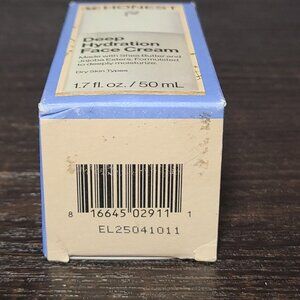 HONEST
Deep
Hydration
Face Cream
Made with Shea Butter and
Jojoba Esters. Formulated
to deeply moisturize.
Dry Skin Types
1.7 fl. oz. / 50 mL
8 16645 02911 1
EL25041011